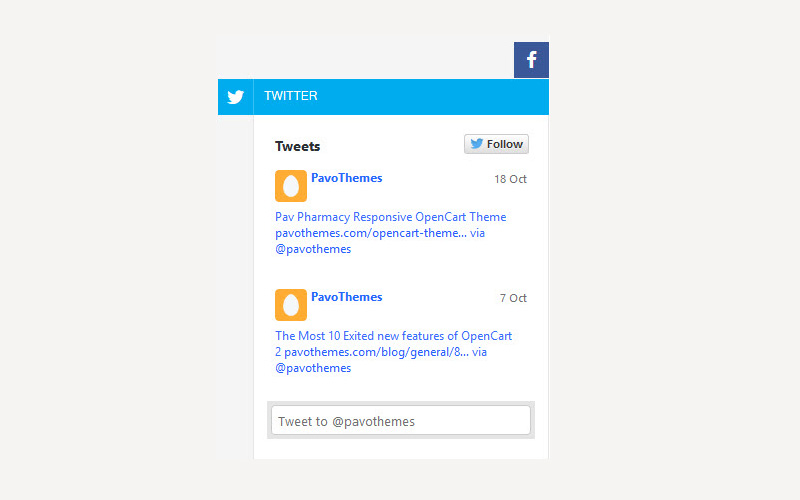 f
TWITTER
Tweets
Follow
PavoThemes
18 Oct
Pav Pharmacy Responsive OpenCart Theme
pavothemes.com/opencart-theme... via
@pavothemes
PavoThemes
7 Oct
The Most 10 Exited new features of OpenCart
2 pavothemes.com/blog/general/8... via
@pavothemes
Tweet to @pavothemes